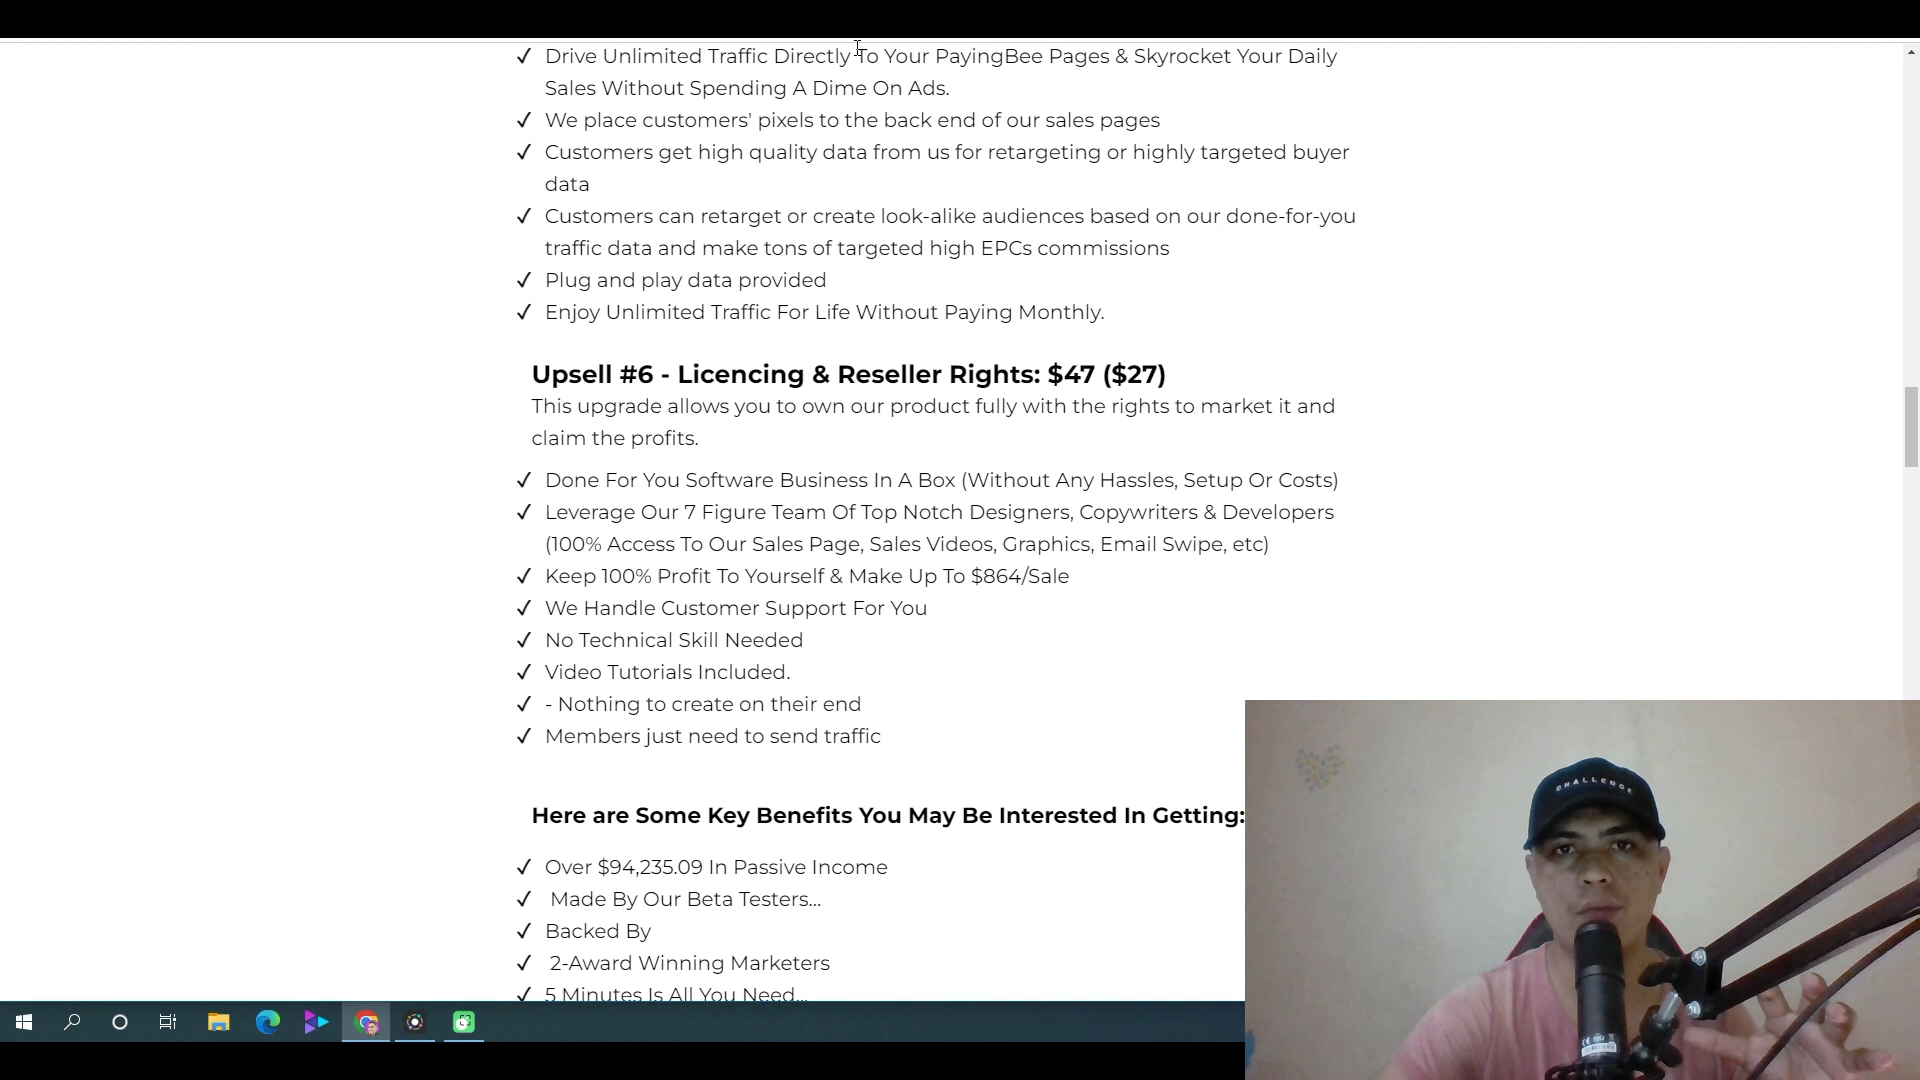 ✓ Drive Unlimited Traffic Directly To Your PayingBee Pages & Skyrocket Your Daily
Sales Without Spending A Dime On Ads.
✓ We place customers' pixels to the back end of our sales pages
✓ Customers get high quality data from us for retargeting or highly targeted buyer
data
✓ Customers can retarget or create look-alike audiences based on our done-for-you
traffic data and make tons of targeted high EPCs commissions
✓ Plug and play data provided
✓ Enjoy Unlimited Traffic For Life Without Paying Monthly.
Upsell #6 - Licencing & Reseller Rights: $47 ($27)
This upgrade allows you to own our product fully with the rights to market it and
claim the profits.
✓ Done For You Software Business In A Box (Without Any Hassles, Setup Or Costs)
✓ Leverage Our 7 Figure Team Of Top Notch Designers, Copywriters & Developers
(100% Access To Our Sales Page, Sales Videos, Graphics, Email Swipe, etc)
✓ Keep 100% Profit To Yourself & Make Up To $864/Sale
✓ We Handle Customer Support For You
✓ No Technical Skill Needed
✓ Video Tutorials Included.
✓ - Nothing to create on their end
✓ Members just need to send traffic
Here are Some Key Benefits You May Be Interested In Getting:
✓ Over $94,235.09 In Passive Income
✓ Made By Our Beta Testers...
✓ Backed By
✓ 2-Award Winning Marketers
✓ 5 Minutes Is All You Need...
CHALLENGE